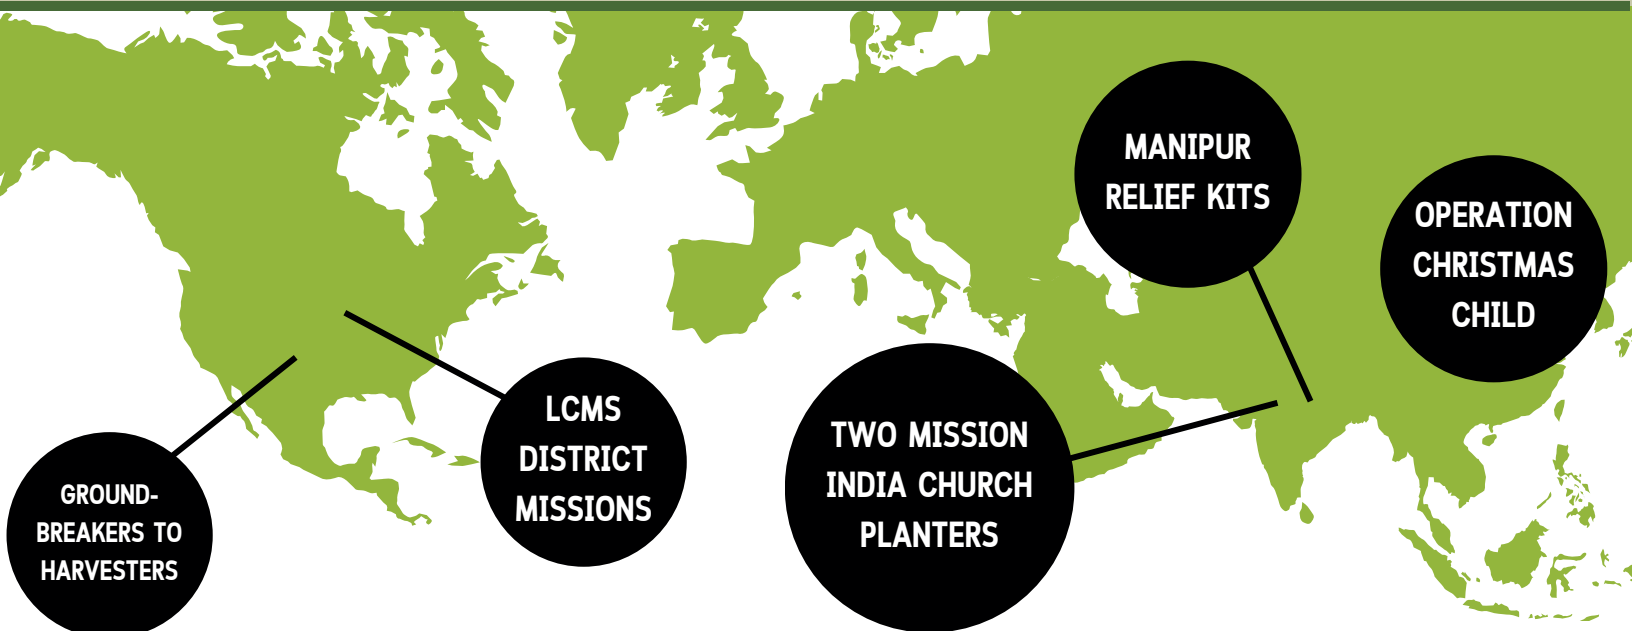 MANIPUR
RELIEF KITS
OPERATION
CHRISTMAS
CHILD
LCMS
DISTRICT
MISSIONS
TWO MISSION
INDIA CHURCH
PLANTERS
GROUND-
BREAKERS TO
HARVESTERS